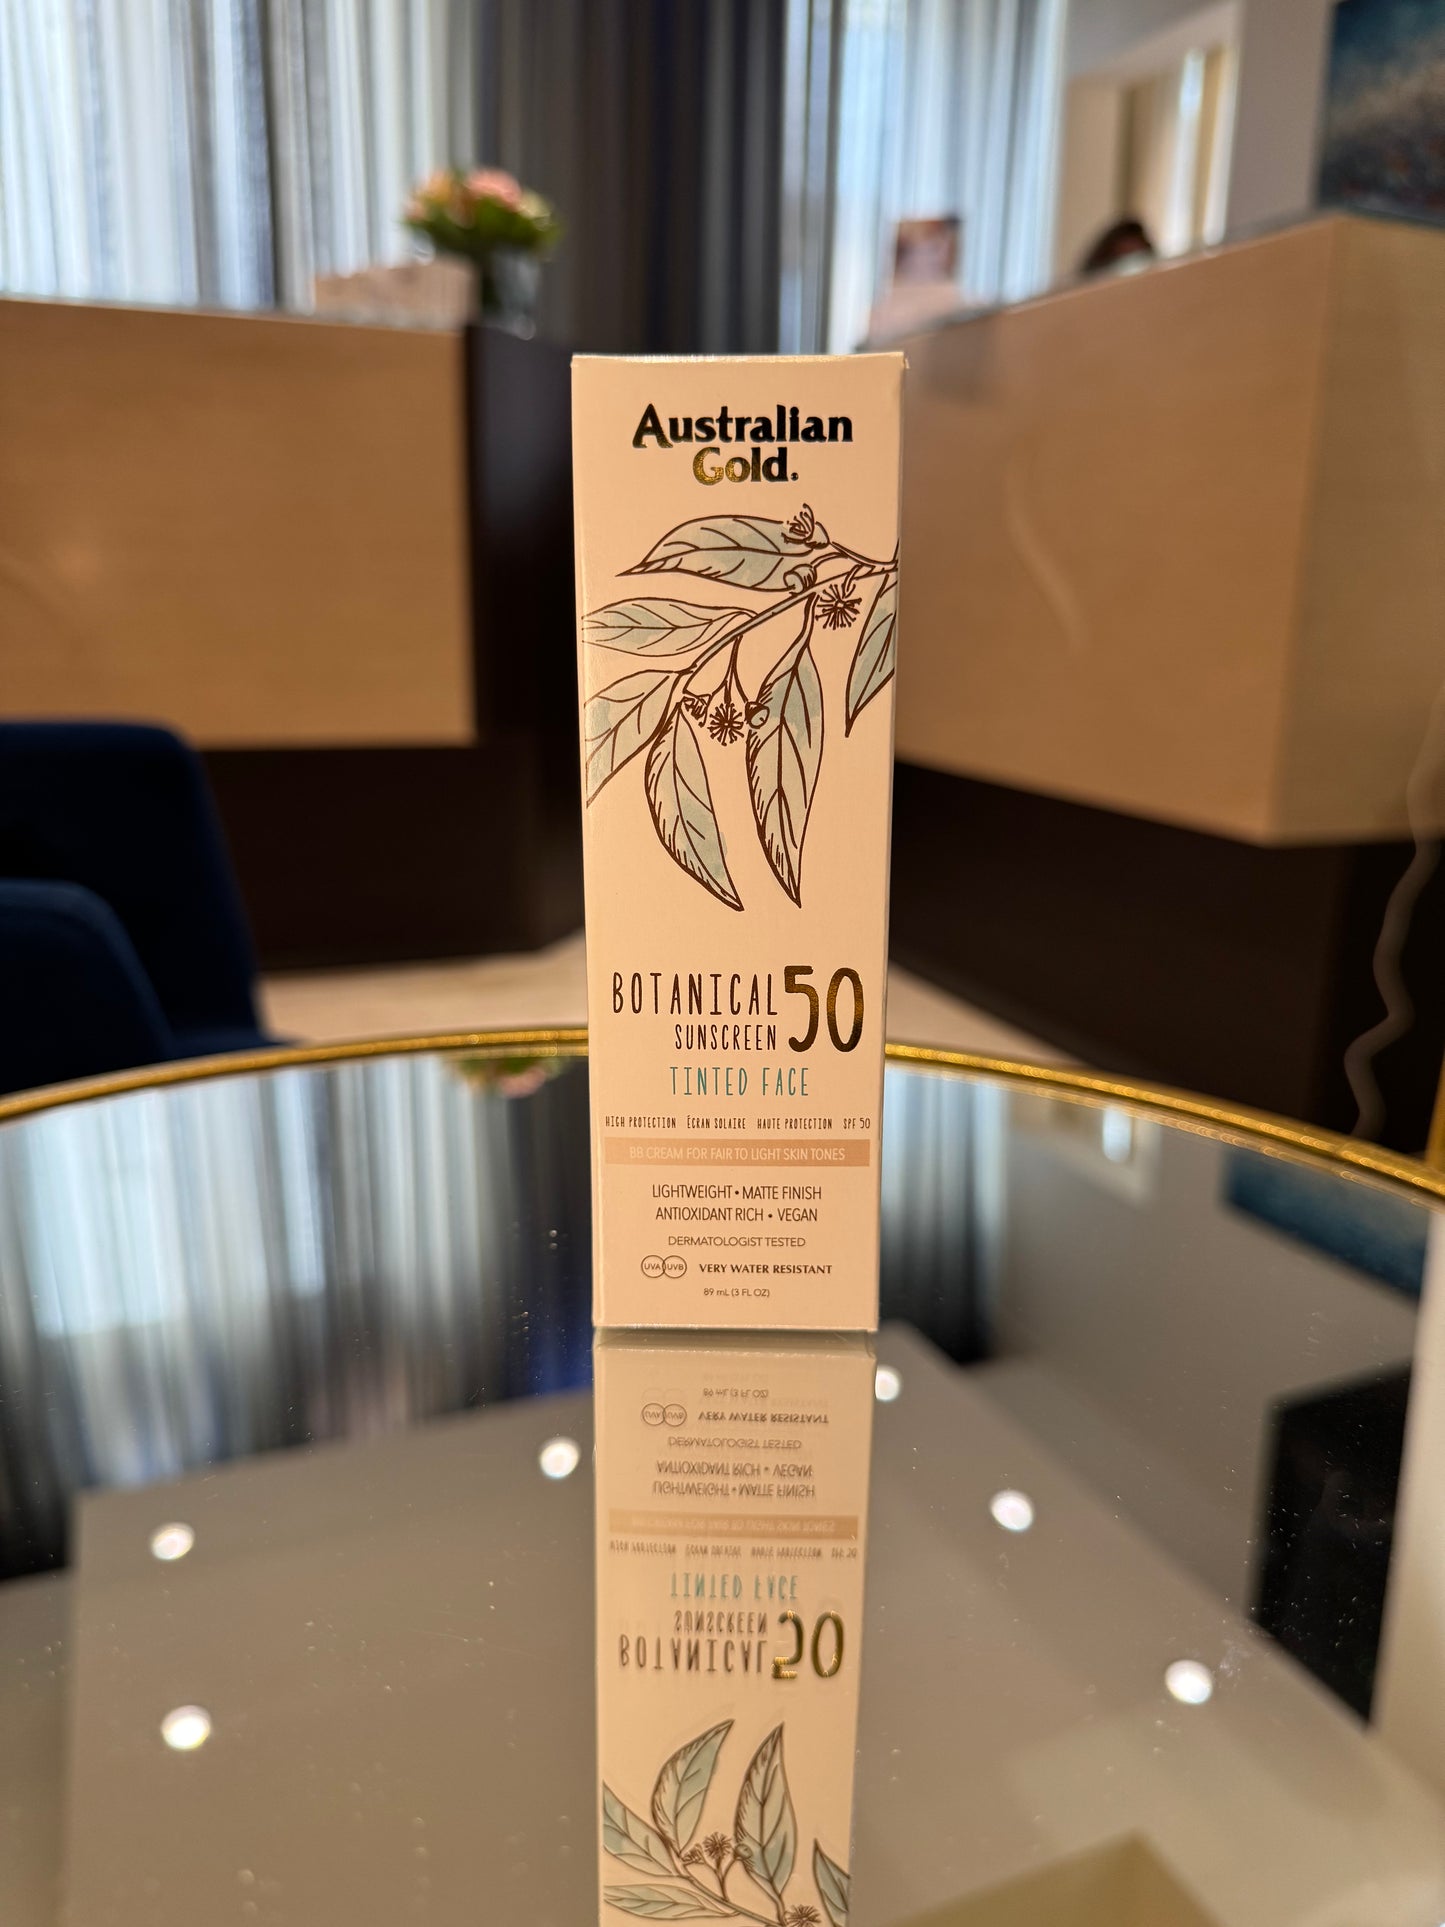 Australian
Gold.
BOTANICAL 50
SUNSCREEN
TINTED FACE
HIGH PROTECTION ÉCRAN SOLAIRE HAUTE PROTECTION SPF 50
BB CREAM FOR FAIR TO LIGHT SKIN TONES
LIGHTWEIGHT • MATTE FINISH
ANTIOXIDANT RICH • VEGAN
DERMATOLOGIST TESTED
UVA UVB VERY WATER RESISTANT
89 mL (3 FL OZ)